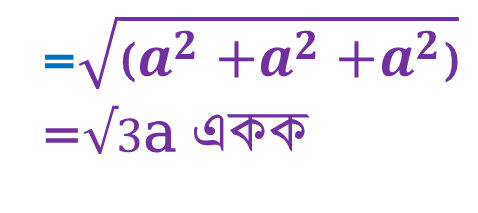 =√(a² +a² +a²)
=√3a একক